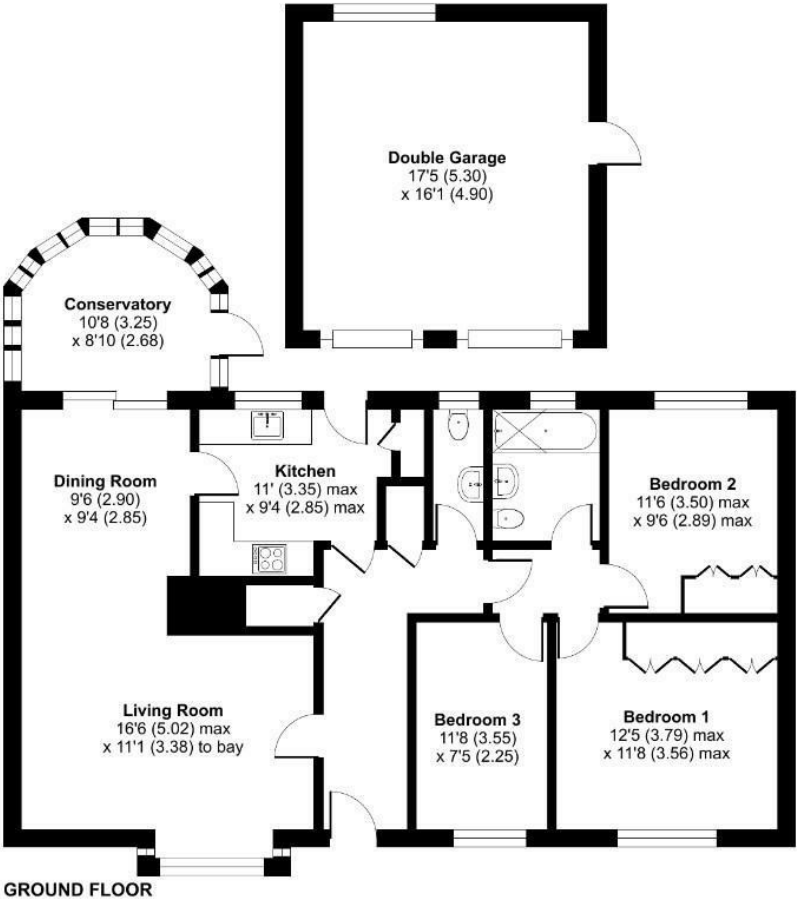 Double Garage
17'5 (5.30)
x 16'1 (4.90)
Conservatory
10'8 (3.25)
x 8'10 (2.68)
Dining Room
9'6 (2.90)
x 9'4 (2.85)
Kitchen
11' (3.35) max
x 9'4 (2.85) max
Bedroom 2
11'6 (3.50) max
x 9'6 (2.89) max
Living Room
16'6 (5.02) max
x 11'1 (3.38) to bay
Bedroom 3
11'8 (3.55)
x 7'5 (2.25)
Bedroom 1
12'5 (3.79) max
x 11'8 (3.56) max
GROUND FLOOR